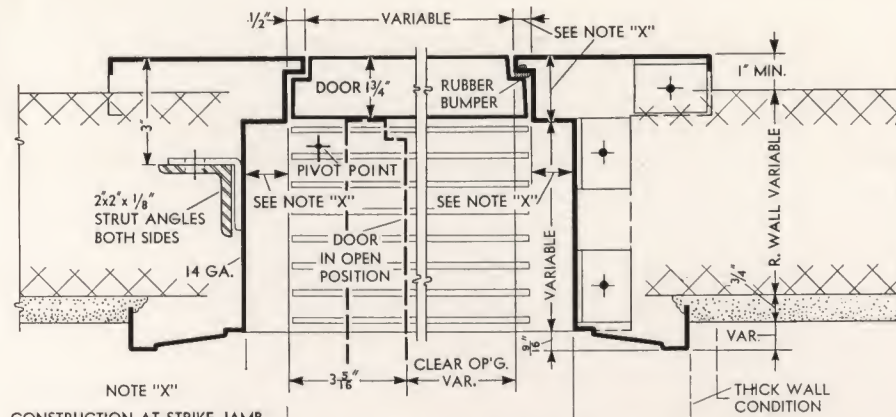 ½" VARIABLE
SEE NOTE "X"
DOOR 1¾"
RUBBER
BUMPER
1" MIN.
3"
PIVOT POINT
2"x2"x ⅛"
STRUT ANGLES
BOTH SIDES
SEE NOTE "X"
SEE NOTE "X"
DOOR
IN OPEN
POSITION
14 GA.
VARIABLE
R. WALL VARIABLE
¾"
9/16"
VAR.
3 5/16"
CLEAR OP'G.
VAR.
THICK WALL
CONDITION
NOTE "X"
CONSTRUCTION AT STRIKE JAMB